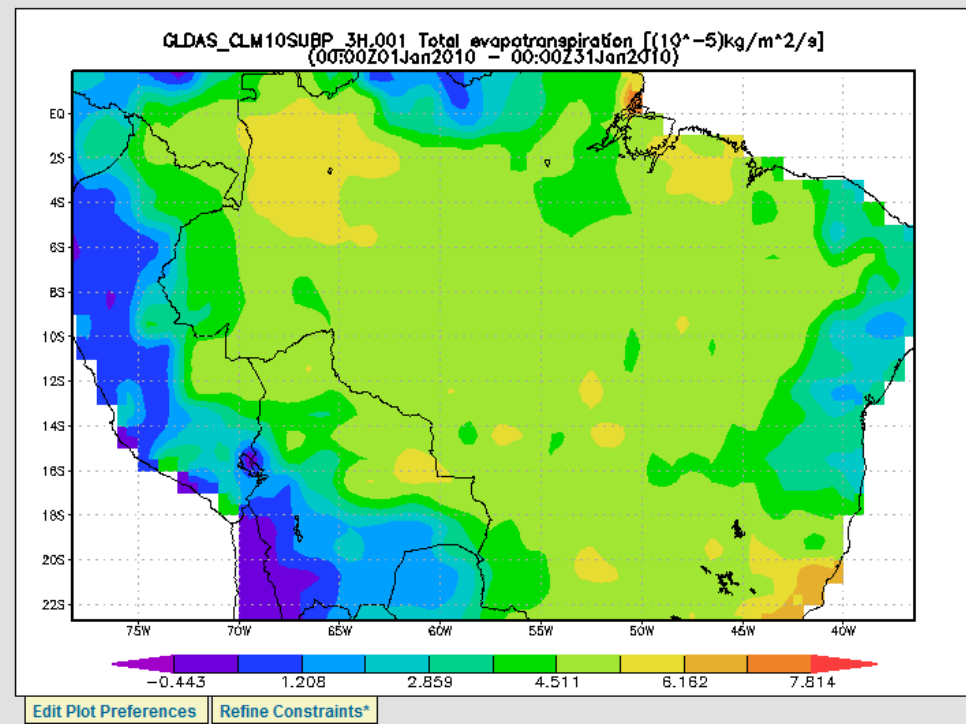 GLDAS_CLM10SUBP_3H.001 Total evapotranspiration [(10^-5)kg/m^2/s]
(00:00Z01Jan2010 - 00:00Z31Jan2010)
EQ
2S
4S
6S
8S
10S
12S
14S
16S
18S
20S
22S
75W 70W 65W 60W 55W 50W 45W 40W
-0.443 1.208 2.859 4.511 6.162 7.814
Edit Plot Preferences Refine Constraints*